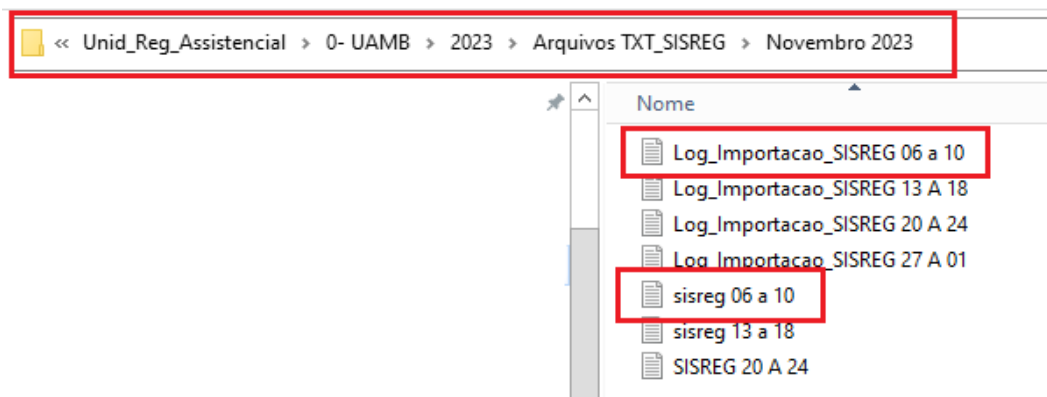 « Unid_Reg_Assistencial > 0- UAMB > 2023 > Arquivos TXT_SISREG > Novembro 2023
Nome
Log_Importacao_SISREG 06 a 10
Log_Importacao_SISREG 13 A 18
Log_Importacao_SISREG 20 A 24
Log_Importacao_SISREG 27 A 01
sisreg 06 a 10
sisreg 13 a 18
SISREG 20 A 24